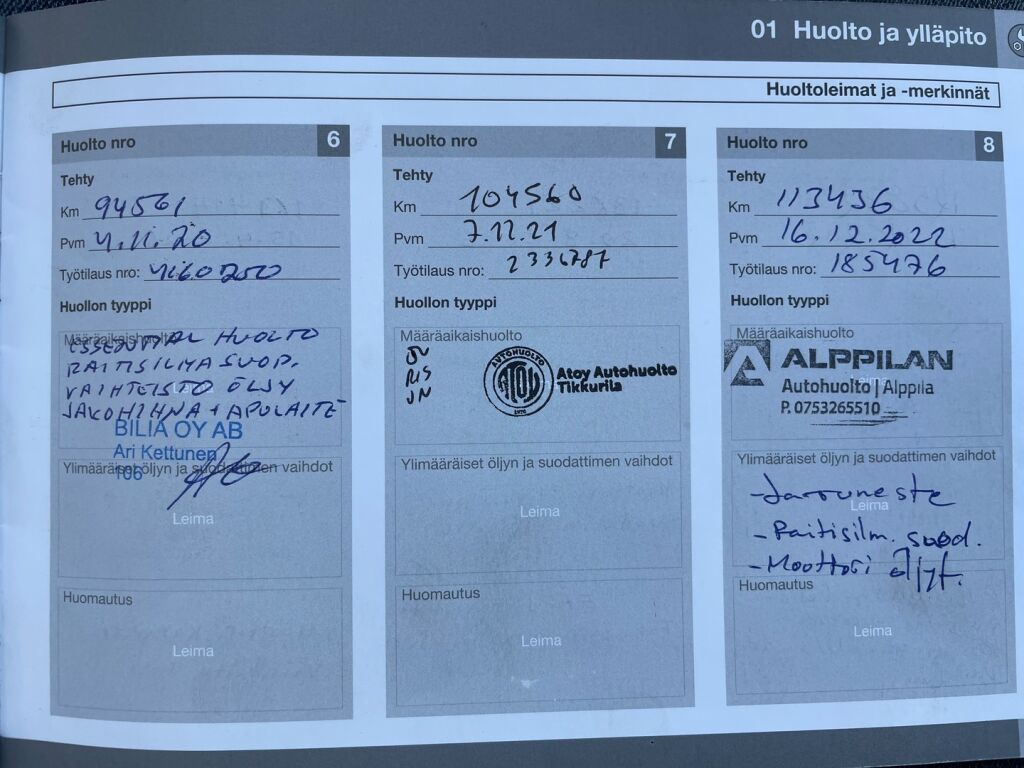 01 Huolto ja ylläpito
Huoltoleimat ja -merkinnät
Huolto nro 6
Tehty
Km 94561
Pvm 4.11.20
Työtilaus nro:
Huollon tyyppi
Määräaikaishuolto
ESSENTIAL HUOLTO
RAITISILMA SUOD.
VAIHTEISTO ÖLJY
JAKOHIHNA + APULAITE
BILIA OY AB
Ari Kettunen
106
Ylimääräiset öljyn ja suodattimen vaihdot
Leima
Huomautus
Leima
Huolto nro 7
Tehty
Km 104560
Pvm 7.12.21
Työtilaus nro: 2336787
Huollon tyyppi
Määräaikaishuolto
AUTOHUOLTO
ATOY
Atoy Autohuolto
Tikkurila
Ylimääräiset öljyn ja suodattimen vaihdot
Leima
Huomautus
Leima
Huolto nro 8
Tehty
Km 113436
Pvm 16.12.2022
Työtilaus nro: 185476
Huollon tyyppi
Määräaikaishuolto
ALPPILAN
Autohuolto | Alppila
P. 0753265510
Ylimääräiset öljyn ja suodattimen vaihdot
- Jarruneste
Leima
- Raitisilm. suod.
- Moottori öljyt.
Huomautus
Leima